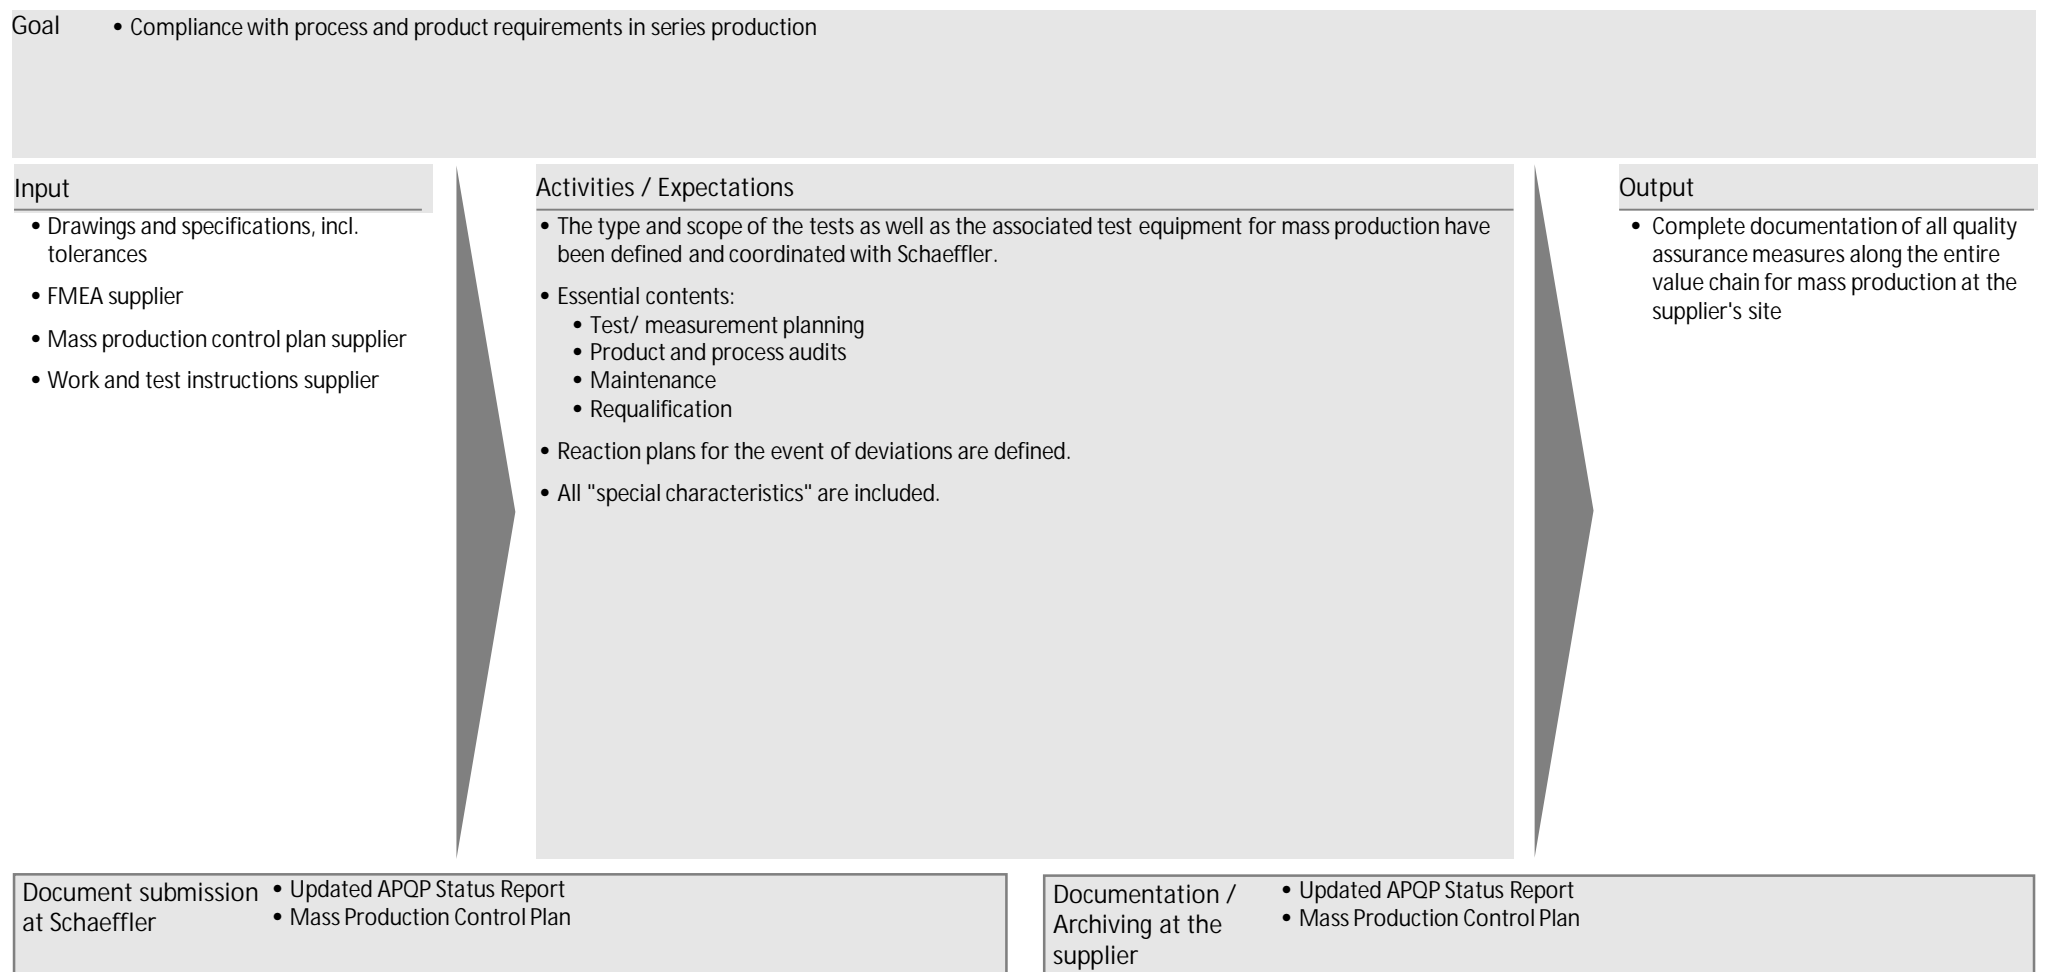 Goal
• Compliance with process and product requirements in series production
Input
• Drawings and specifications, incl.
tolerances
• FMEA supplier
• Mass production control plan supplier
• Work and test instructions supplier
Activities / Expectations
• The type and scope of the tests as well as the associated test equipment for mass production have
been defined and coordinated with Schaeffler.
• Essential contents:
• Test/ measurement planning
• Product and process audits
• Maintenance
• Requalification
• Reaction plans for the event of deviations are defined.
• All "special characteristics" are included.
Output
• Complete documentation of all quality
assurance measures along the entire
value chain for mass production at the
supplier's site
Document submission
at Schaeffler
• Updated APQP Status Report
• Mass Production Control Plan
Documentation /
Archiving at the
supplier
• Updated APQP Status Report
• Mass Production Control Plan